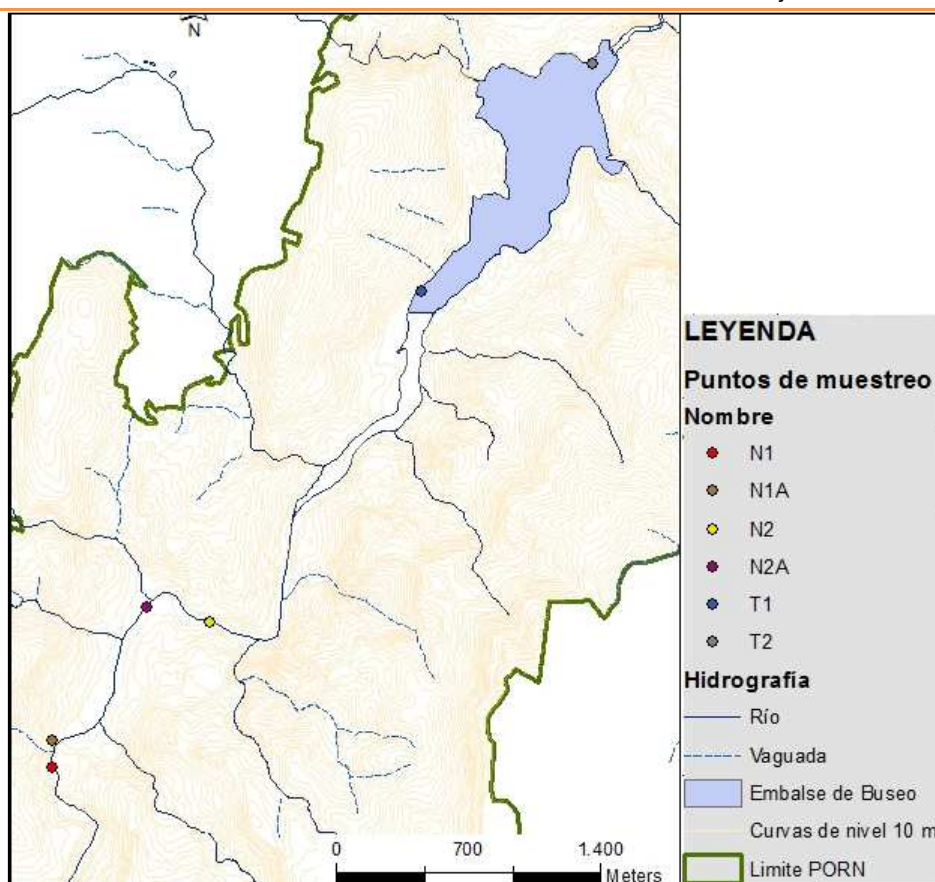 N
LEYENDA
Puntos de muestreo
Nombre
N1
N1A
N2
N2A
T1
T2
Hidrografía
Río
Vaguada
Embalse de Buseo
Curvas de nivel 10 m
Limite PORN
0 700 1.400
Meters